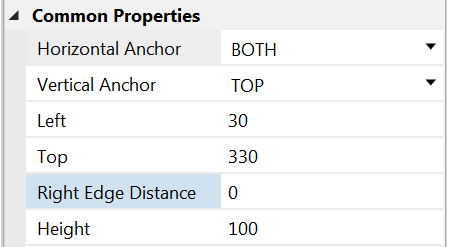 Common Properties
Horizontal Anchor BOTH
Vertical Anchor TOP
Left 30
Top 330
Right Edge Distance 0
Height 100